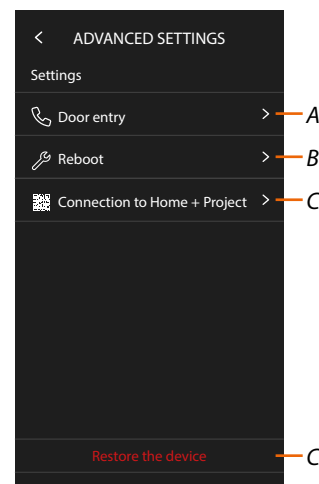 ADVANCED SETTINGS
Settings
Door entry A
Reboot B
Connection to Home + Project C
Restore the device C